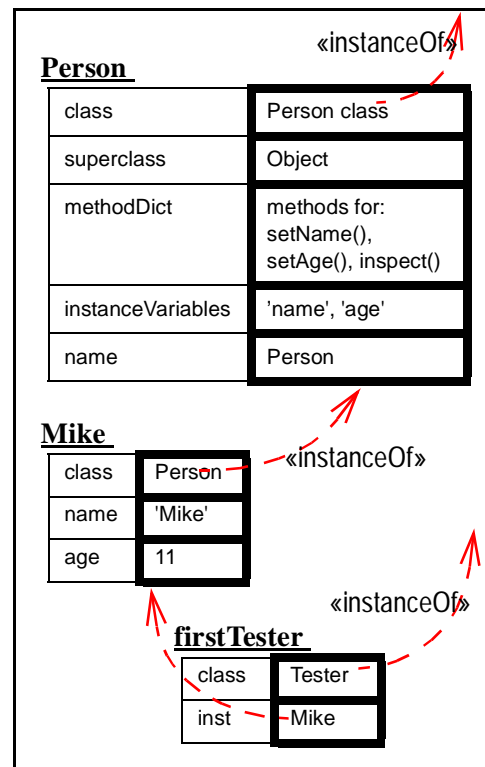 «instanceOf»
Person
class Person class
superclass Object
methodDict methods for:
setName(),
setAge(), inspect()
instanceVariables ’name', 'age'
name Person
Mike
«instanceOf»
class Person
name 'Mike'
age 11
«instanceOf»
firstTester
class Tester
inst Mike